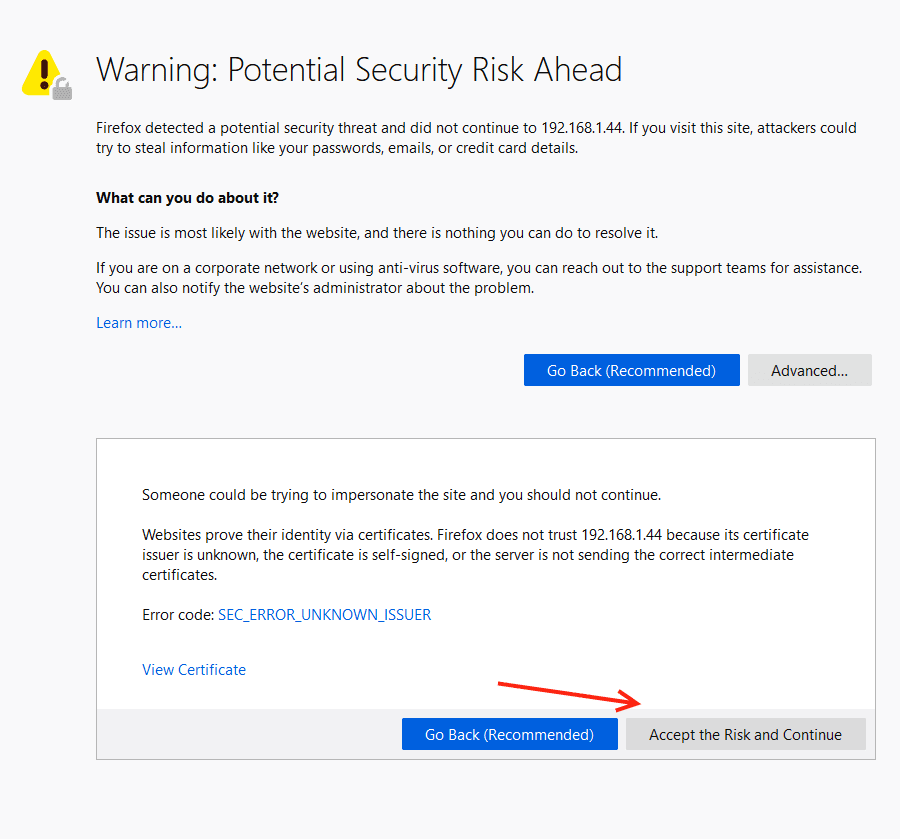 Warning: Potential Security Risk Ahead
Firefox detected a potential security threat and did not continue to 192.168.1.44. If you visit this site, attackers could
try to steal information like your passwords, emails, or credit card details.
What can you do about it?
The issue is most likely with the website, and there is nothing you can do to resolve it.
If you are on a corporate network or using anti-virus software, you can reach out to the support teams for assistance.
You can also notify the website’s administrator about the problem.
Learn more…
Go Back (Recommended)
Advanced...
Someone could be trying to impersonate the site and you should not continue.
Websites prove their identity via certificates. Firefox does not trust 192.168.1.44 because its certificate
issuer is unknown, the certificate is self-signed, or the server is not sending the correct intermediate
certificates.
Error code: SEC_ERROR_UNKNOWN_ISSUER
View Certificate
Go Back (Recommended)
Accept the Risk and Continue